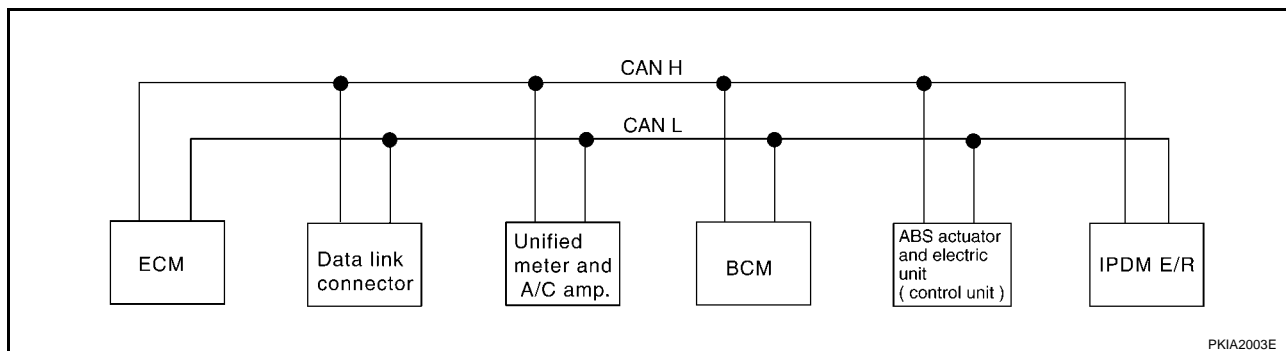 CAN H
CAN L
ECM
Data link
connector
Unified
meter and
A/C amp.
BCM
ABS actuator
and electric
unit
( control unit )
IPDM E/R
PKIA2003E